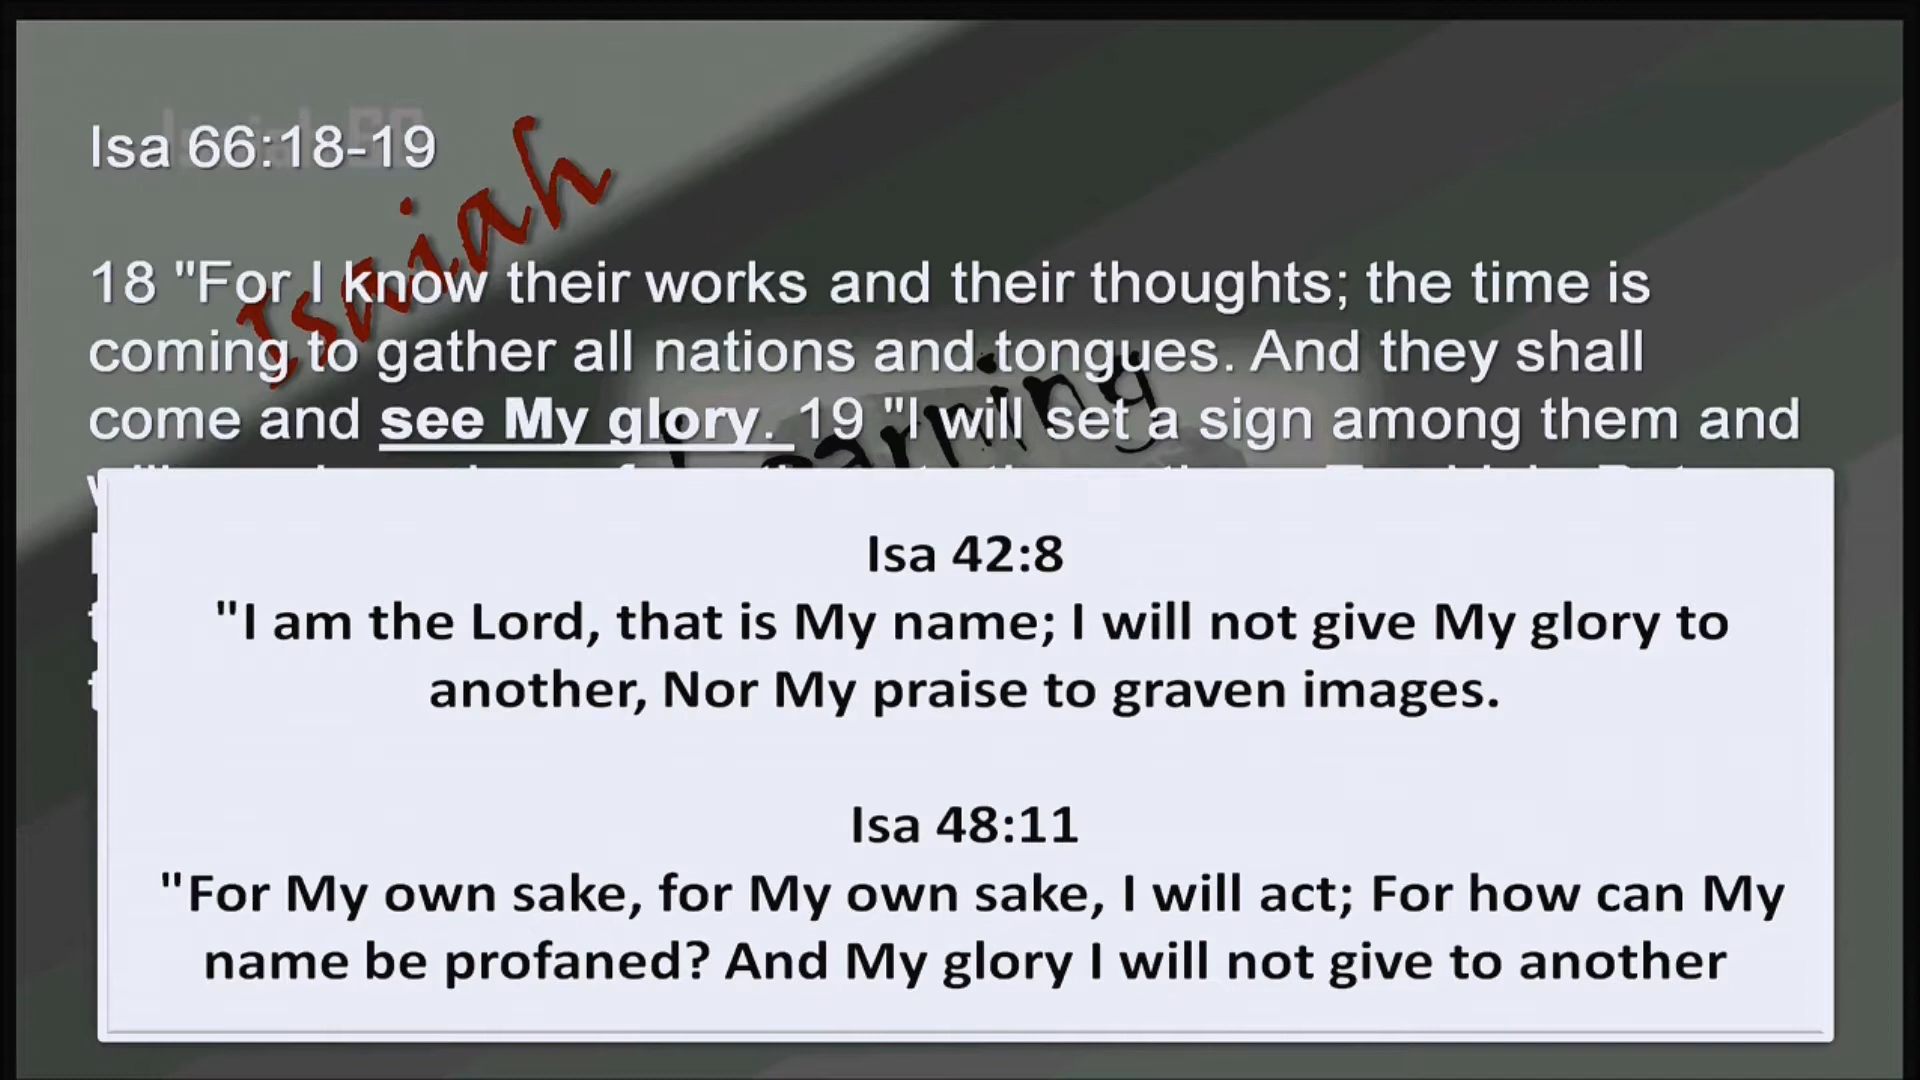 Isa 66:18-19
Isaiah
18 "For I know their works and their thoughts; the time is
coming to gather all nations and tongues. And they shall
come and see My glory. 19 "I will set a sign among them and
Learning
Isa 42:8
"I am the Lord, that is My name; I will not give My glory to
another, Nor My praise to graven images.
Isa 48:11
"For My own sake, for My own sake, I will act; For how can My
name be profaned? And My glory I will not give to another